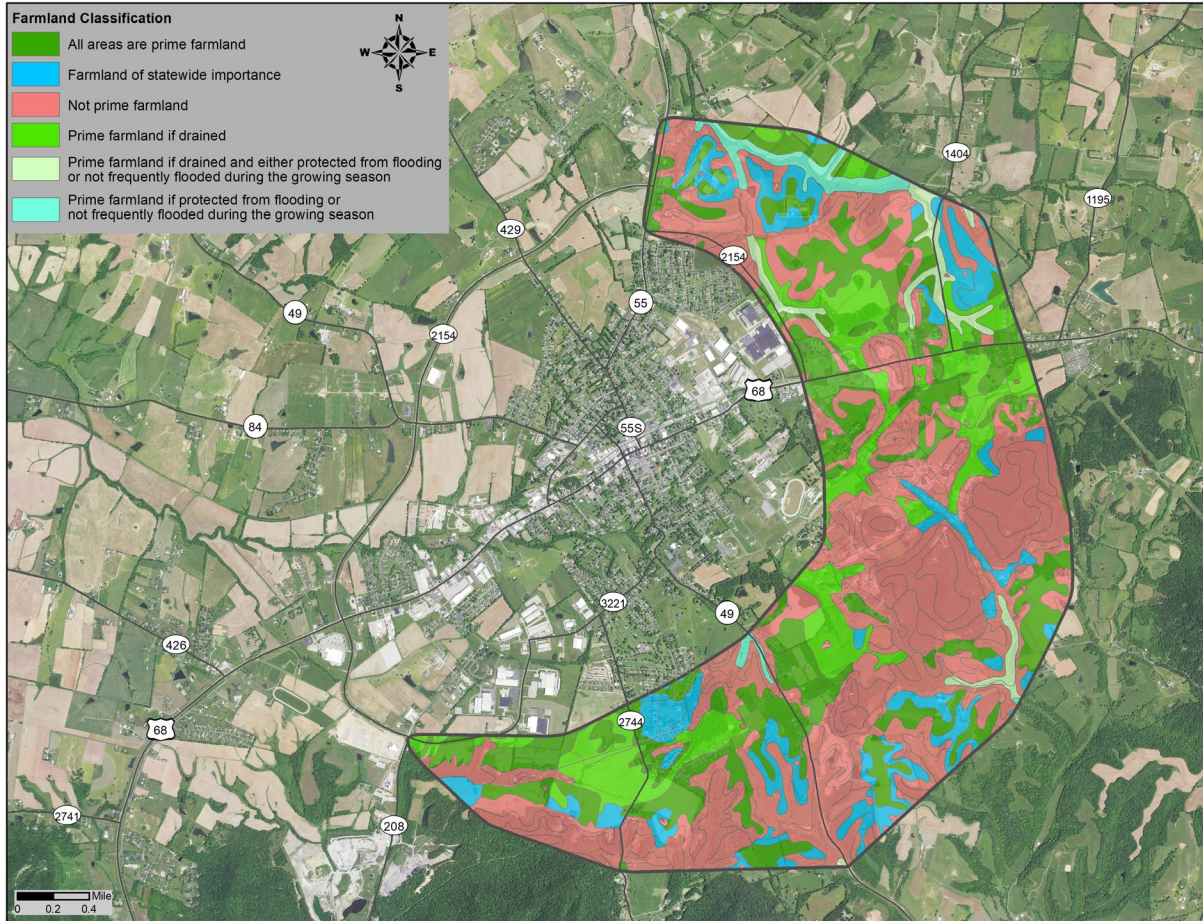 Farmland Classification
All areas are prime farmland
Farmland of statewide importance
Not prime farmland
Prime farmland if drained
Prime farmland if drained and either protected from flooding
or not frequently flooded during the growing season
Prime farmland if protected from flooding or
not frequently flooded during the growing season
N
W E
S
1404
1195
429
2154
49
55
2154
68
84
55S
3221
49
426
2744
68
2741
208
Mile
0 0.2 0.4